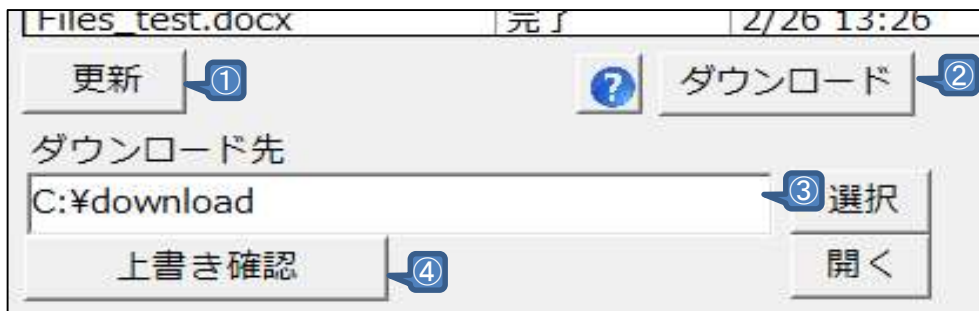 Files_test.docx 完了 2/26 13:26
更新 ① ? ダウンロード ②
ダウンロード先
C:¥download ③ 選択
上書き確認 ④ 開く